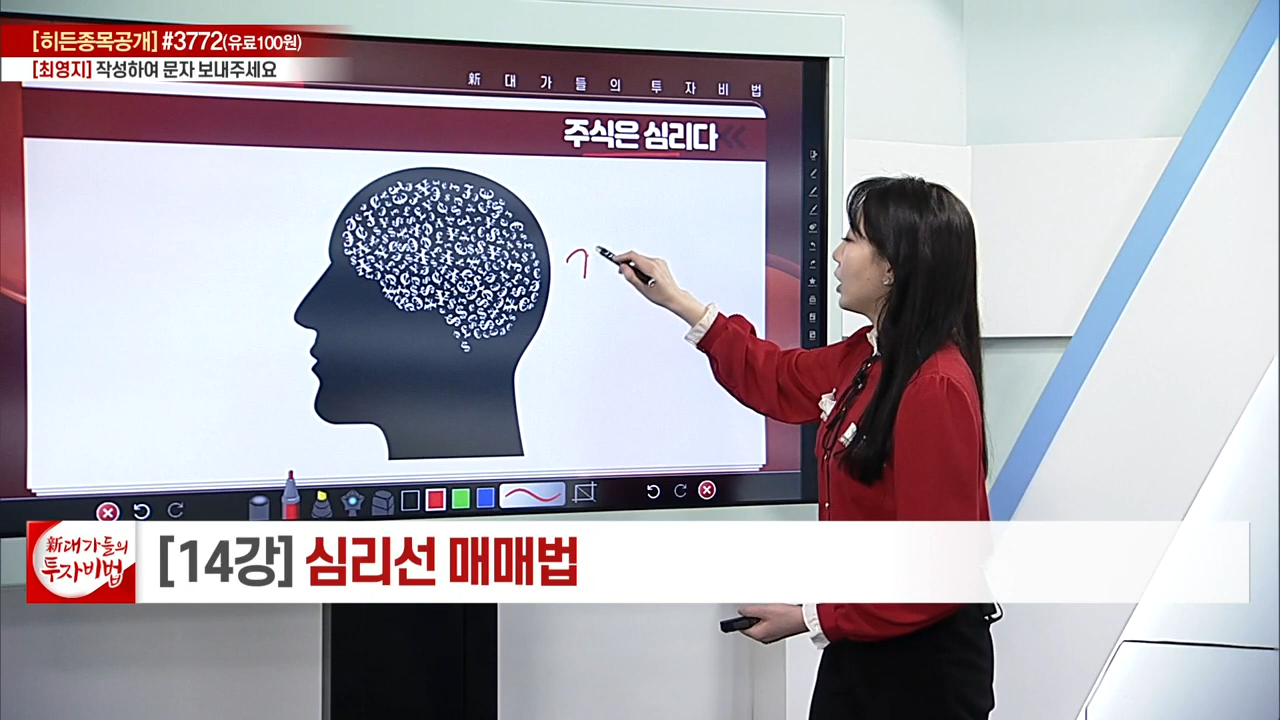 [히든종목공개] #3772(유료100원)
[최영지] 작성하여 문자 보내주세요
新 대 가 들 의 투 자 비 법
주식은 심리다
新대가들의
투자비법
[14강] 심리선 매매법